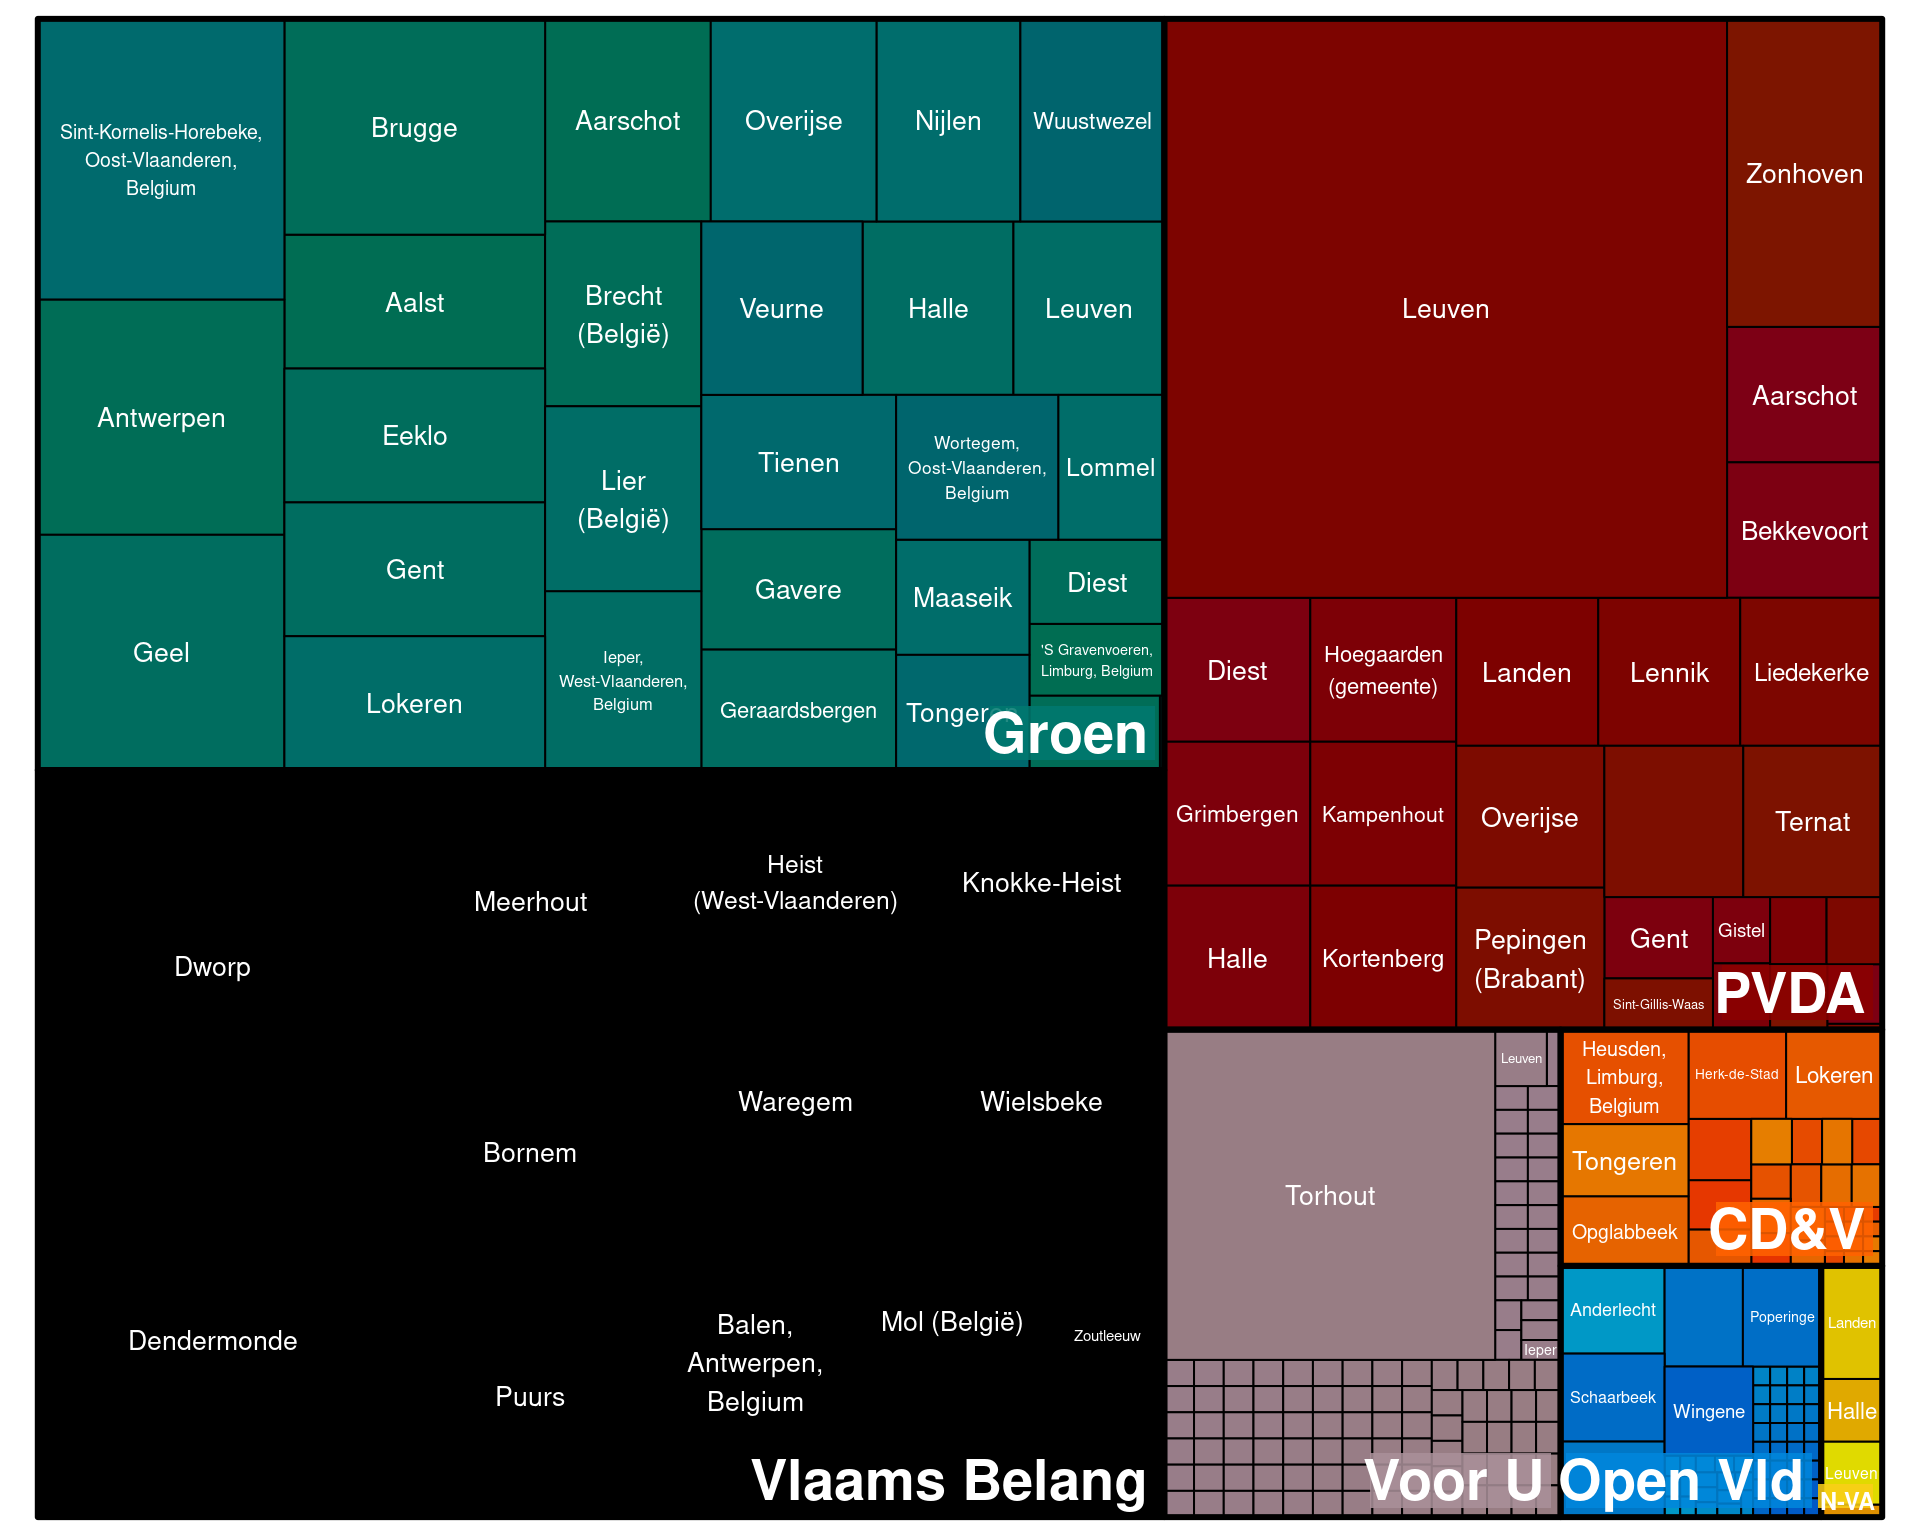 Sint-Kornelis-Horebeke,
Oost-Vlaanderen,
Belgium
Brugge
Aarschot
Overijse
Nijlen
Wuustwezel
Antwerpen
Aalst
Brecht
(België)
Veurne
Halle
Leuven
Eeklo
Lier
(België)
Tienen
Wortegem,
Oost-Vlaanderen,
Belgium
Lommel
Geel
Gent
Gavere
Maaseik
Diest
'S Gravenvoeren,
Limburg, Belgium
Lokeren
Ieper,
West-Vlaanderen,
Belgium
Geraardsbergen
Tongeren
Groen
Leuven
Zonhoven
Aarschot
Bekkevoort
Diest
Hoegaarden
(gemeente)
Landen
Lennik
Liedekerke
Grimbergen
Kampenhout
Overijse
Ternat
Halle
Kortenberg
Pepingen
(Brabant)
Gent
Gistel
Sint-Gillis-Waas
PVDA
Dworp
Meerhout
Heist
(West-Vlaanderen)
Knokke-Heist
Bornem
Waregem
Wielsbeke
Dendermonde
Puurs
Balen,
Antwerpen,
Belgium
Mol (België)
Zoutleeuw
Vlaams Belang
Torhout
Leuven
Ieper
Voor U
Heusden,
Limburg,
Belgium
Herk-de-Stad
Lokeren
Tongeren
Opglabbeek
CD&V
Anderlecht
Poperinge
Schaarbeek
Wingene
Open Vld
Landen
Halle
Leuven
N-VA